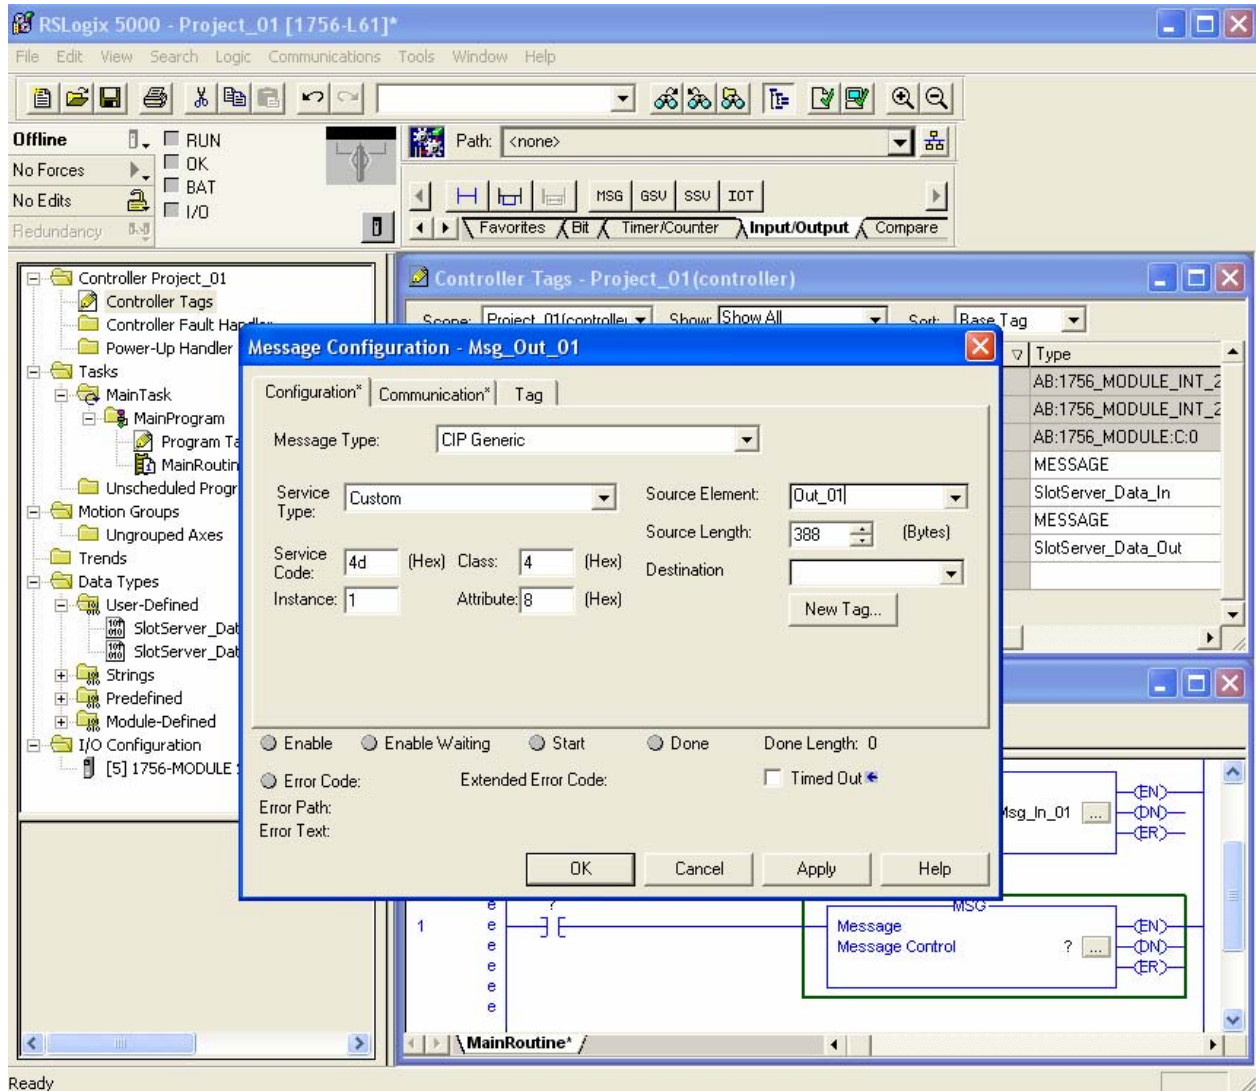 RSLogix 5000 - Project_01 [1756-L61]*
File Edit View Search Logic Communications Tools Window Help
Offline
RUN
No Forces
OK
No Edits
BAT
Redundancy
I/O
Path: <none>
MSG GSV SSV IOT
Favorites Bit Timer/Counter Input/Output Compare
Controller Project_01
Controller Tags
Controller Fault Handler
Power-Up Handler
Tasks
MainTask
MainProgram
Program Ta
MainRoutin
Unscheduled Progr
Motion Groups
Ungrouped Axes
Trends
Data Types
User-Defined
SlotServer_Dat
SlotServer_Dat
Strings
Predefined
Module-Defined
I/O Configuration
[5] 1756-MODULE
Controller Tags - Project_01(controller)
Scope: Project_01(controller Show: Show All Sort: Base Tag
Type
AB:1756_MODULE_INT_2
AB:1756_MODULE_INT_2
AB:1756_MODULE:C:0
MESSAGE
SlotServer_Data_In
MESSAGE
SlotServer_Data_Out
Message Configuration - Msg_Out_01
Configuration* Communication* Tag
Message Type: CIP Generic
Service Type: Custom
Service Code: 4d (Hex) Class: 4 (Hex)
Instance: 1 Attribute: 8 (Hex)
Source Element: Out_01
Source Length: 388 (Bytes)
Destination
New Tag...
Enable Enable Waiting Start Done Done Length: 0
Error Code: Extended Error Code: Timed Out
Error Path:
Error Text:
OK Cancel Apply Help
Msg_In_01 ... EN
DN
ER
e ? MSG
1 e Message EN
e Message Control ? ... DN
e ER
e
e
MainRoutine*
Ready